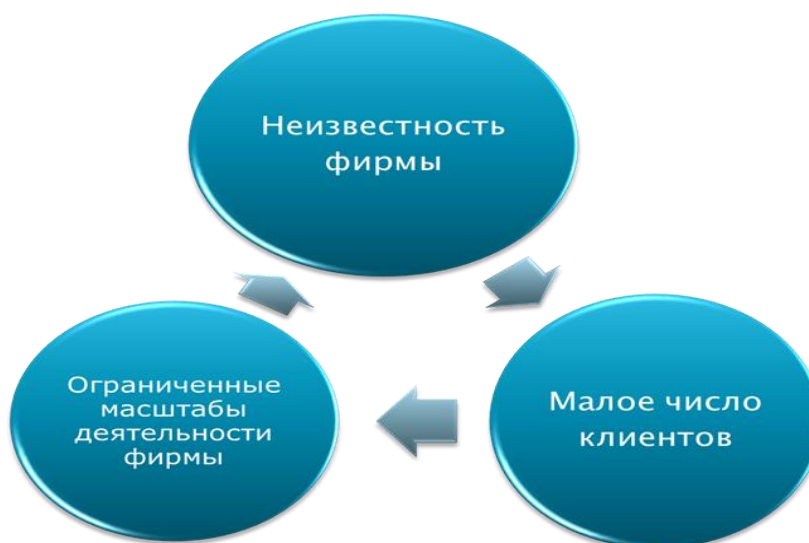 Неизвестность
фирмы
Малое число
клиентов
Ограниченные
масштабы
деятельности
фирмы